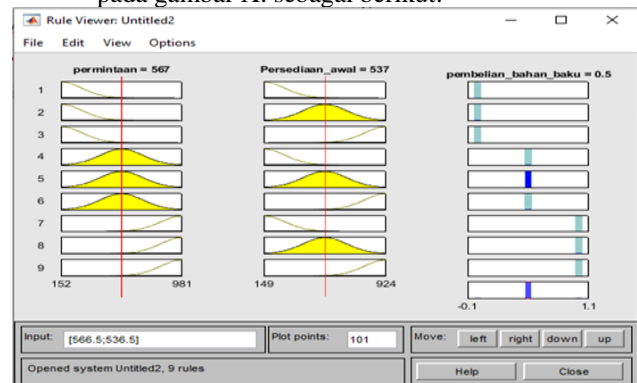 pada gambar X. sebagai berikut:
Rule Viewer: Untitled2
File Edit View Options
permintaan = 567
Persediaan_awal = 537
pembelian_bahan_baku = 0.5
1
2
3
4
5
6
7
8
9
152 981
149 924
-0.1 1.1
Input: [566.5;536.5]
Plot points: 101
Move: left right down up
Opened system Untitled2, 9 rules
Help Close